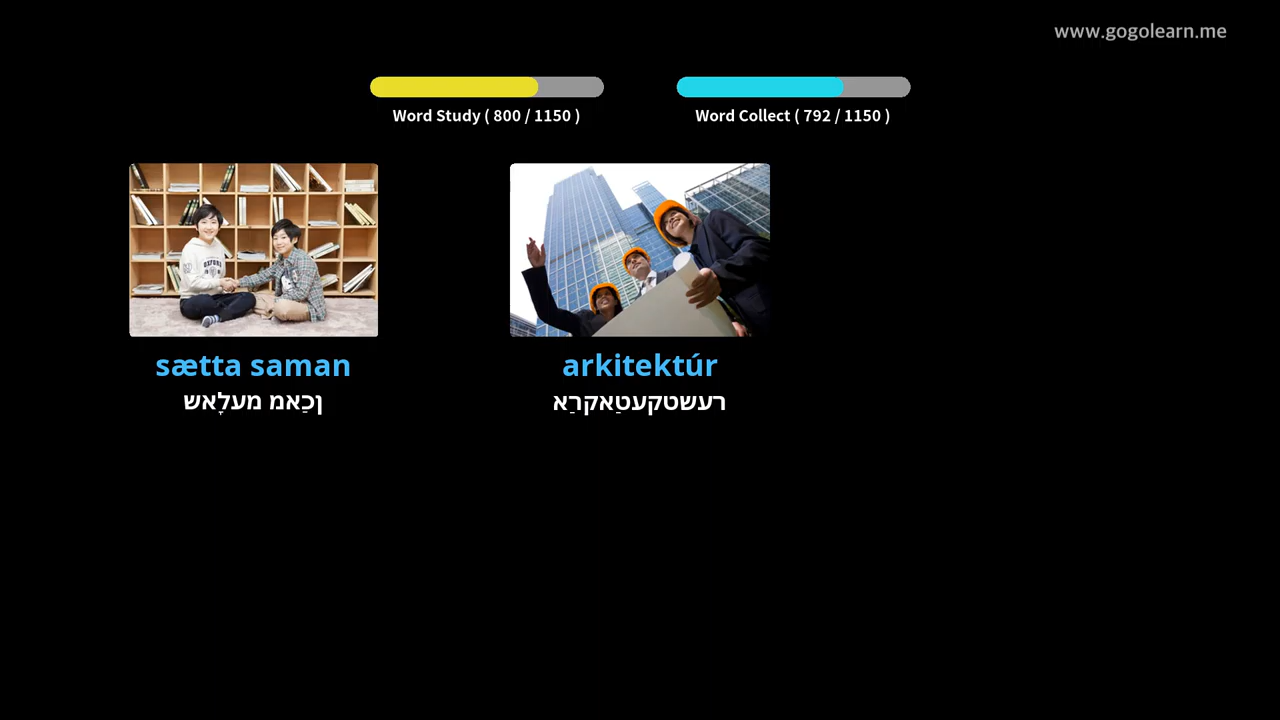 www.gogolearn.me
Word Study ( 800 / 1150 )
Word Collect ( 792 / 1150 )
sætta saman
ןכַאמ מעלָאש
arkitektúr
רעשטקעטַאקרַא